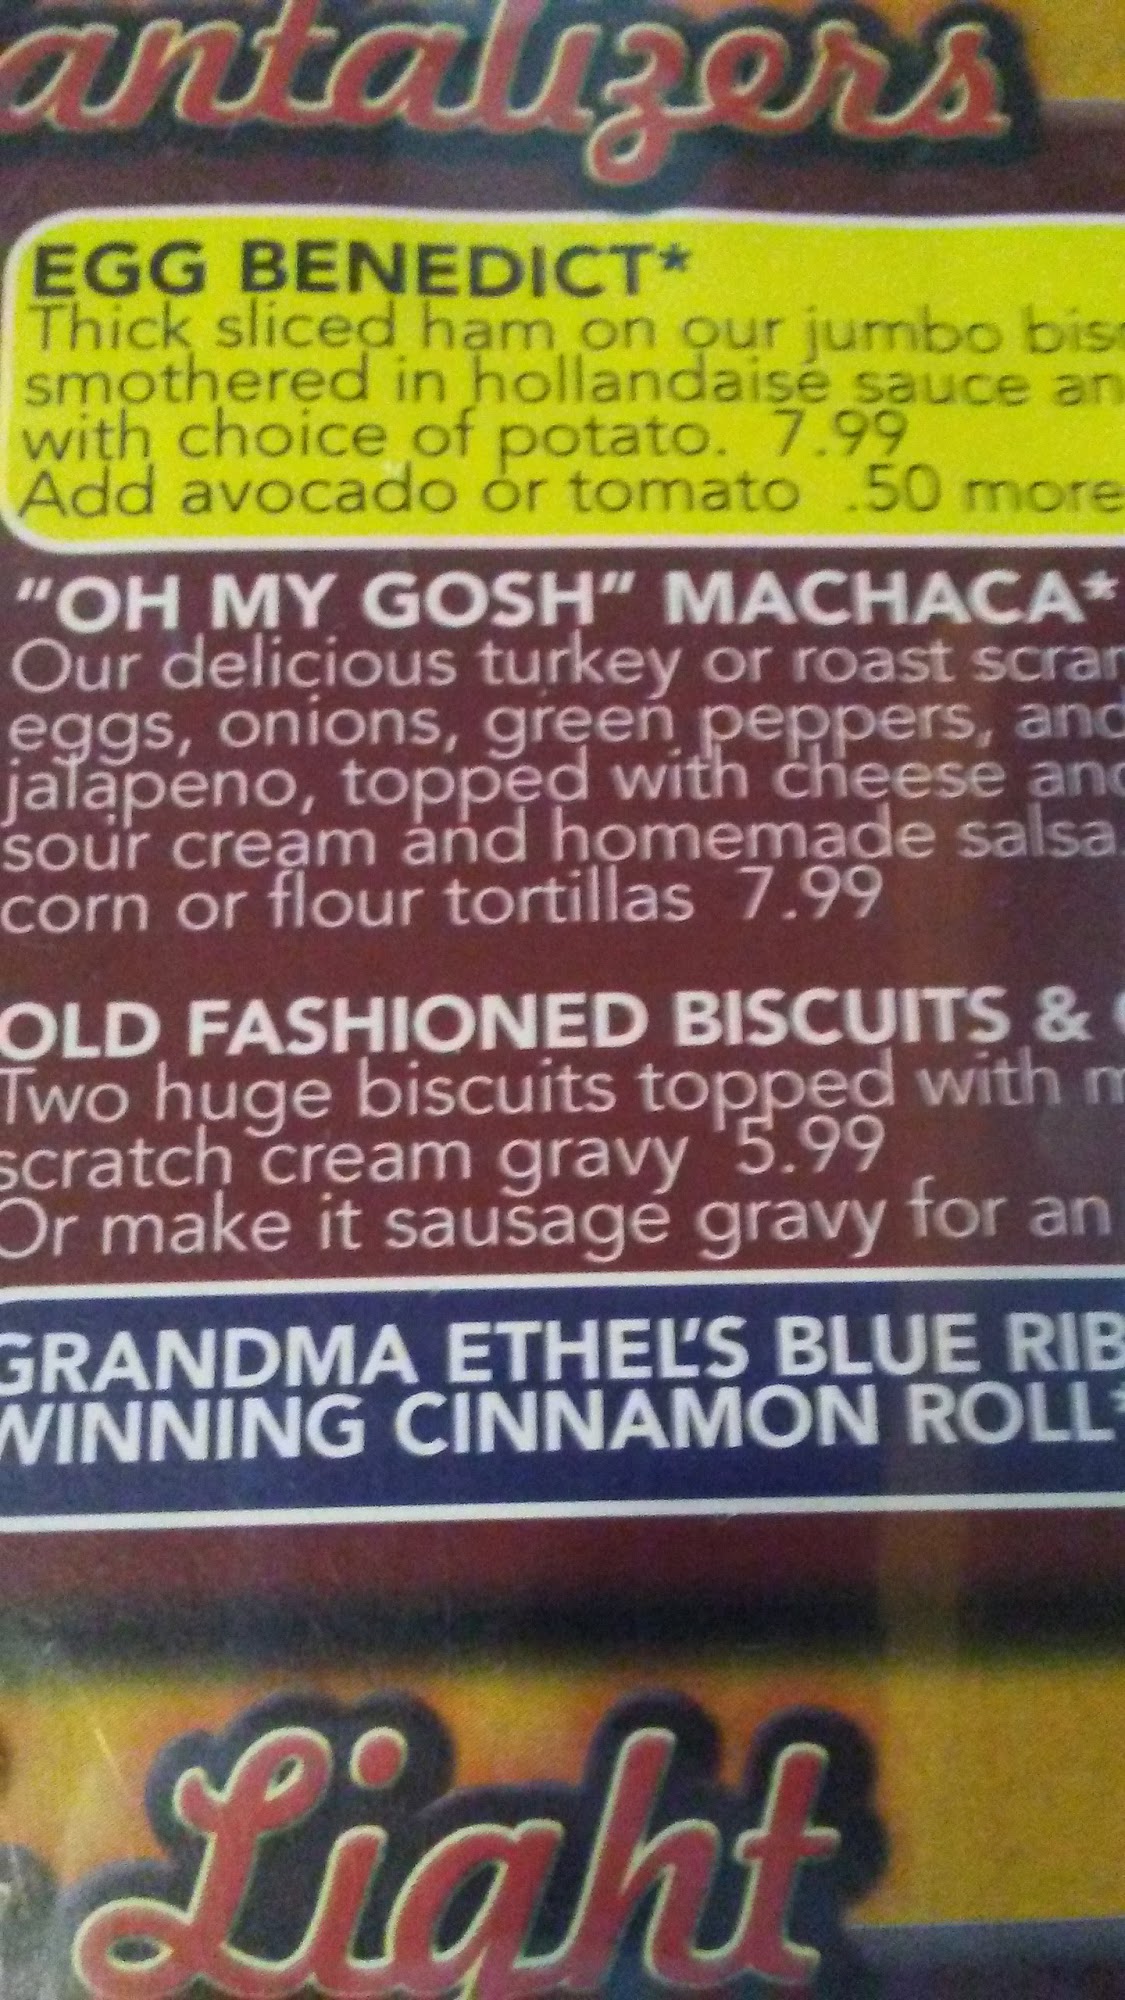 antalizers
EGG BENEDICT*
Thick sliced ham on our jumbo
smothered in hollandaise sauce
with choice of potato. 7.99
Add avocado or tomato .50 more
"OH MY GOSH" MACHACA*
Our delicious turkey or roast
eggs, onions, green peppers, and
jalapeno, topped with cheese and
sour cream and homemade salsa.
corn or flour tortillas 7.99
OLD FASHIONED BISCUITS &
Two huge biscuits topped with
scratch cream gravy 5.99
Or make it sausage gravy for an
GRANDMA ETHEL'S BLUE RIB
WINNING CINNAMON ROLL*
Light